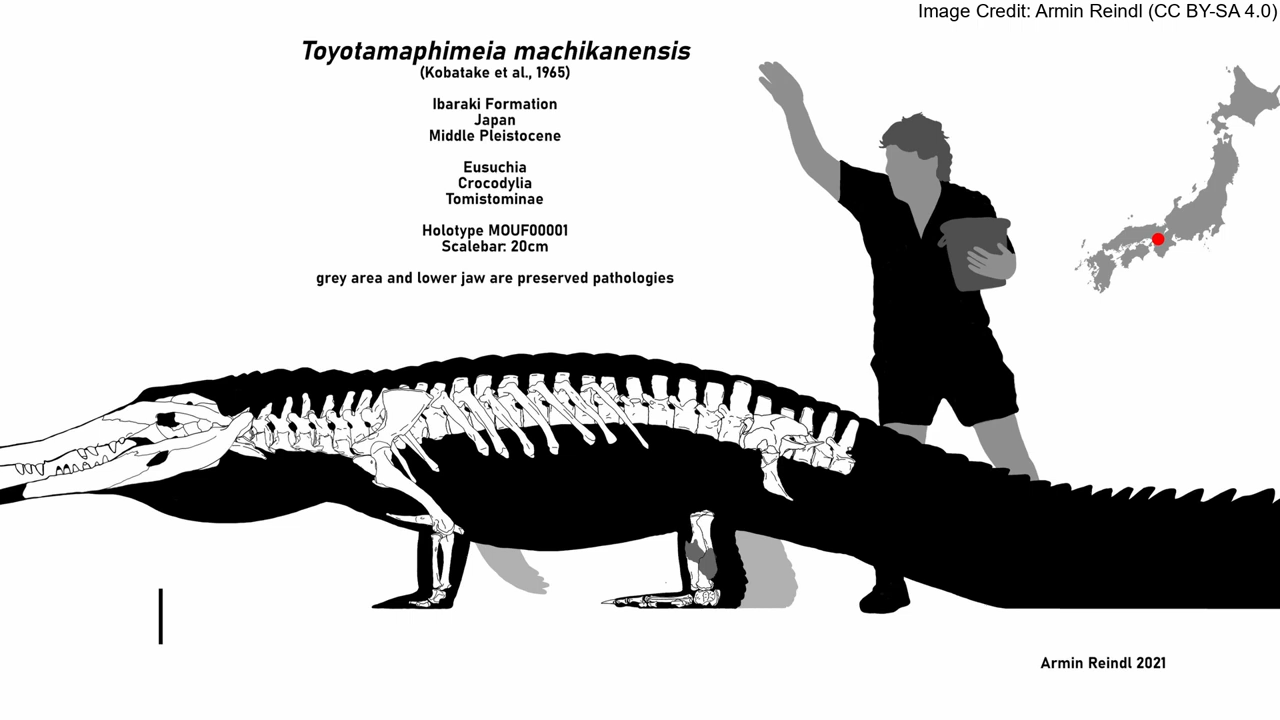 Image Credit: Armin Reindl (CC BY-SA 4.0)
Toyotamaphimeia machikanensis
(Kobatake et al., 1965)
Ibaraki Formation
Japan
Middle Pleistocene
Eusuchia
Crocodylia
Tomistominae
Holotype MOUF00001
Scalebar: 20cm
grey area and lower jaw are preserved pathologies
Armin Reindl 2021